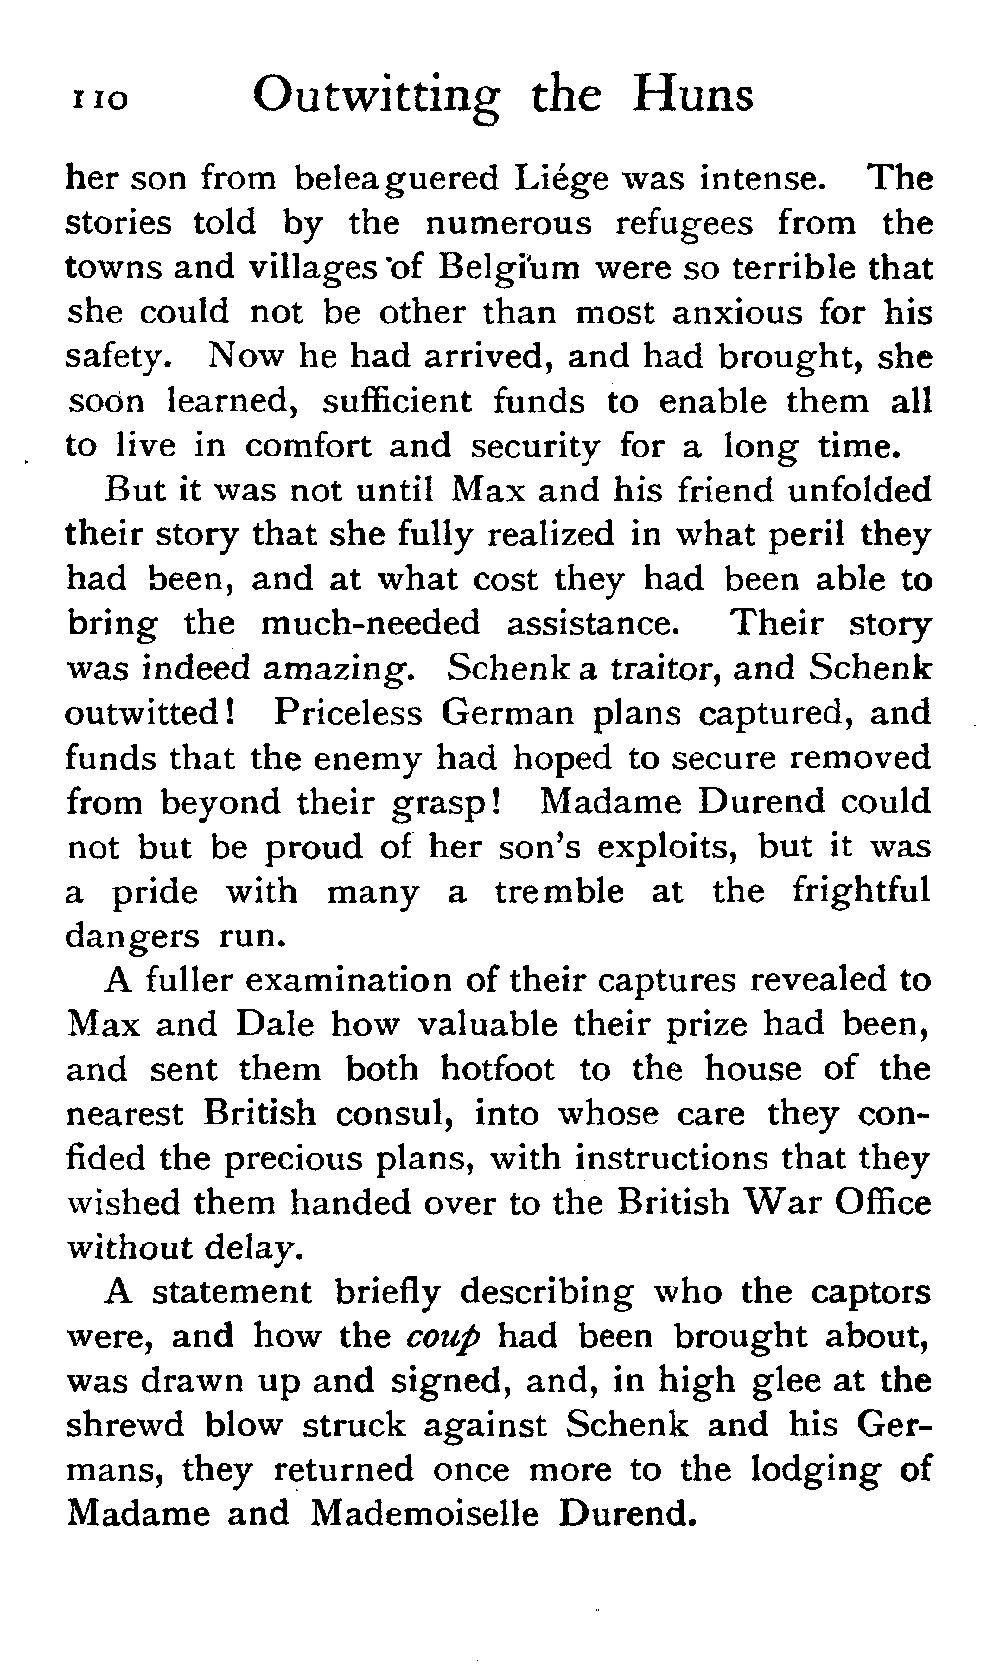 110 Outwitting the Huns
her son from beleaguered Liége was intense. The
stories told by the numerous refugees from the
towns and villages of Belgium were so terrible that
she could not be other than most anxious for his
safety. Now he had arrived, and had brought, she
soon learned, sufficient funds to enable them all
to live in comfort and security for a long time.
But it was not until Max and his friend unfolded
their story that she fully realized in what peril they
had been, and at what cost they had been able to
bring the much-needed assistance. Their story
was indeed amazing. Schenk a traitor, and Schenk
outwitted! Priceless German plans captured, and
funds that the enemy had hoped to secure removed
from beyond their grasp! Madame Durend could
not but be proud of her son's exploits, but it was
a pride with many a tremble at the frightful
dangers run.
A fuller examination of their captures revealed to
Max and Dale how valuable their prize had been,
and sent them both hotfoot to the house of the
nearest British consul, into whose care they con-
fided the precious plans, with instructions that they
wished them handed over to the British War Office
without delay.
A statement briefly describing who the captors
were, and how the coup had been brought about,
was drawn up and signed, and, in high glee at the
shrewd blow struck against Schenk and his Ger-
mans, they returned once more to the lodging of
Madame and Mademoiselle Durend.